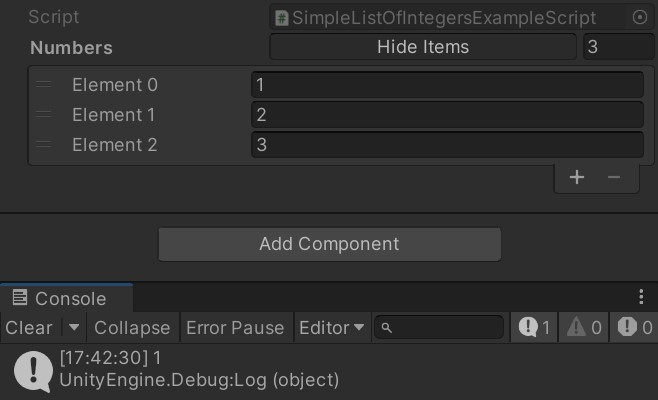 Script SimpleListOfIntegersExampleScript
Numbers Hide Items 3
Element 0 1
Element 1 2
Element 2 3
Add Component
Console
Clear Collapse Error Pause Editor 1 0 0
[17:42:30] 1
UnityEngine.Debug:Log (object)